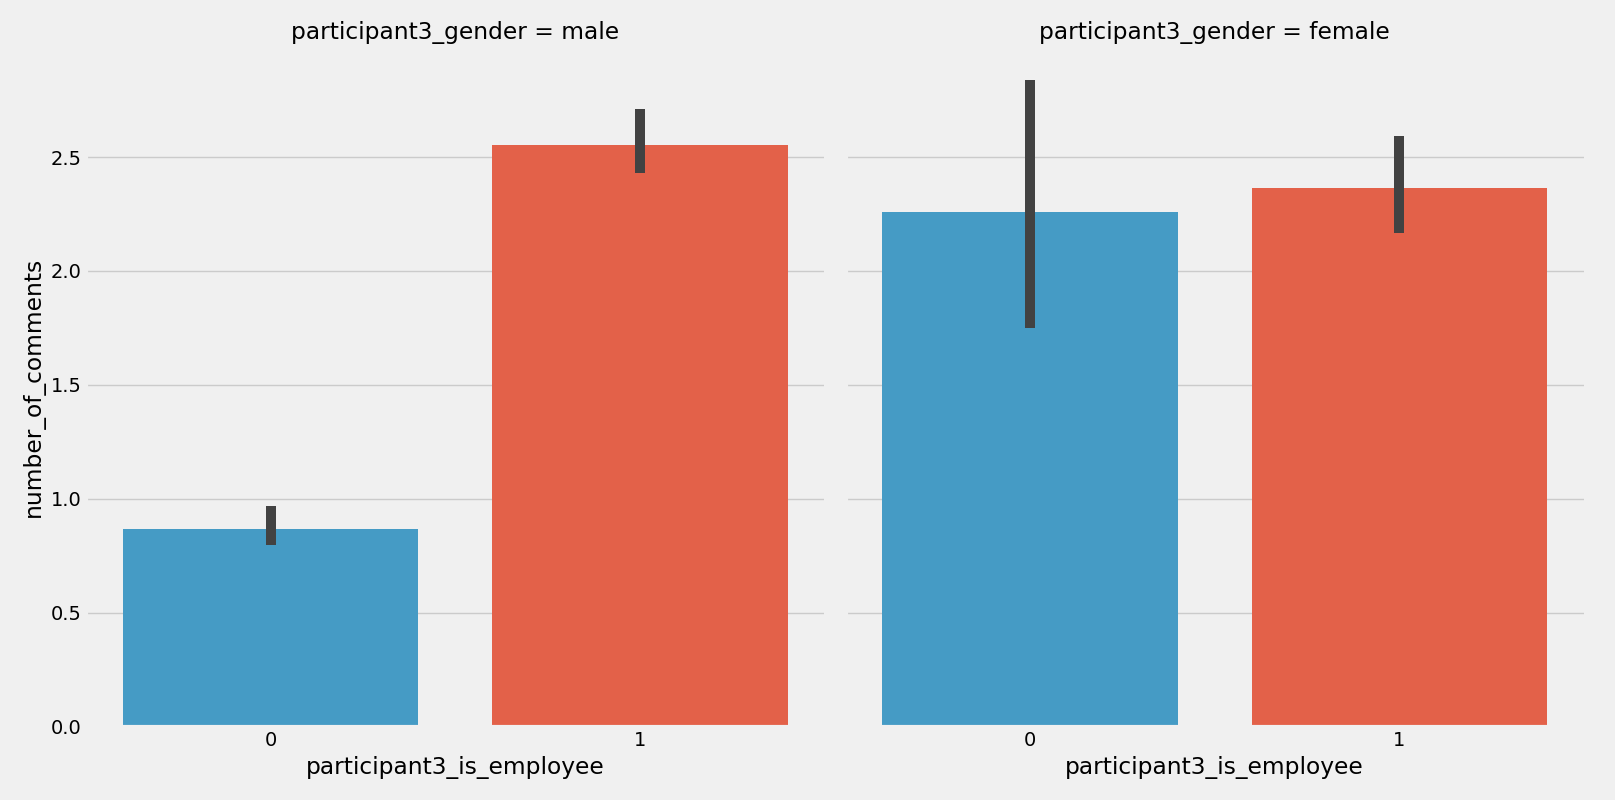 participant3_gender = male
participant3_gender = female
number_of_comments
2.5
2.0
1.5
1.0
0.5
0.0
0
1
0
1
participant3_is_employee
participant3_is_employee